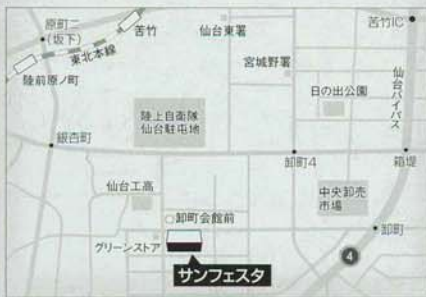 原町二
(坂下)
苦竹
東北本線
陸前原ノ町
仙台東署
苦竹IC
宮城野署
仙台バイパス
日の出公園
陸上自衛隊
仙台駐屯地
銀杏町
卸町4
箱堤
仙台工高
中央卸売
市場
卸町会館前
卸町
グリーンストア
4
サンフェスタ